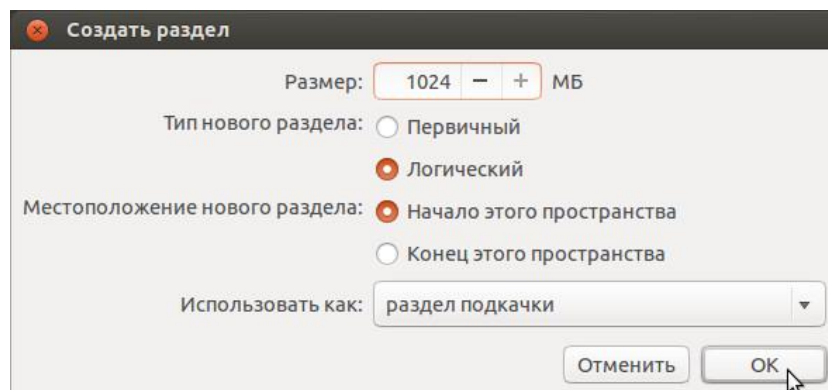 Создать раздел
Размер: 1024 − + МБ
Тип нового раздела: Первичный
Логический
Местоположение нового раздела: Начало этого пространства
Конец этого пространства
Использовать как: раздел подкачки
Отменить OK